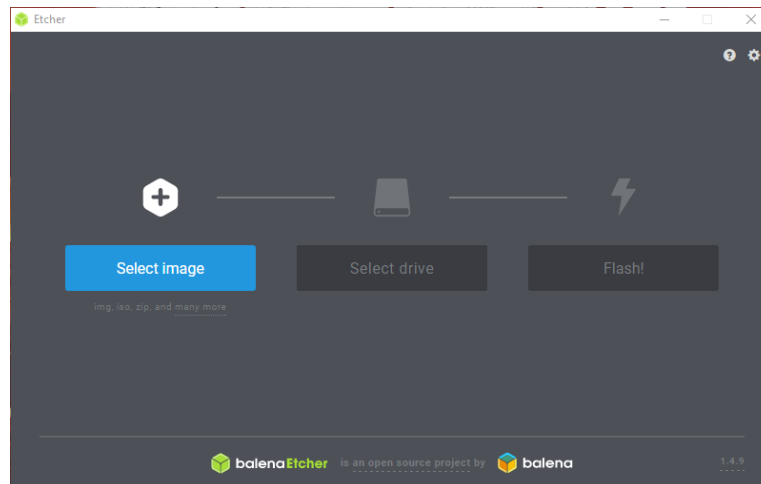 Etcher
Select image
Select drive
Flash!
img, iso, zip, and many more
balenaEtcher is an open source project by balena
1.4.9